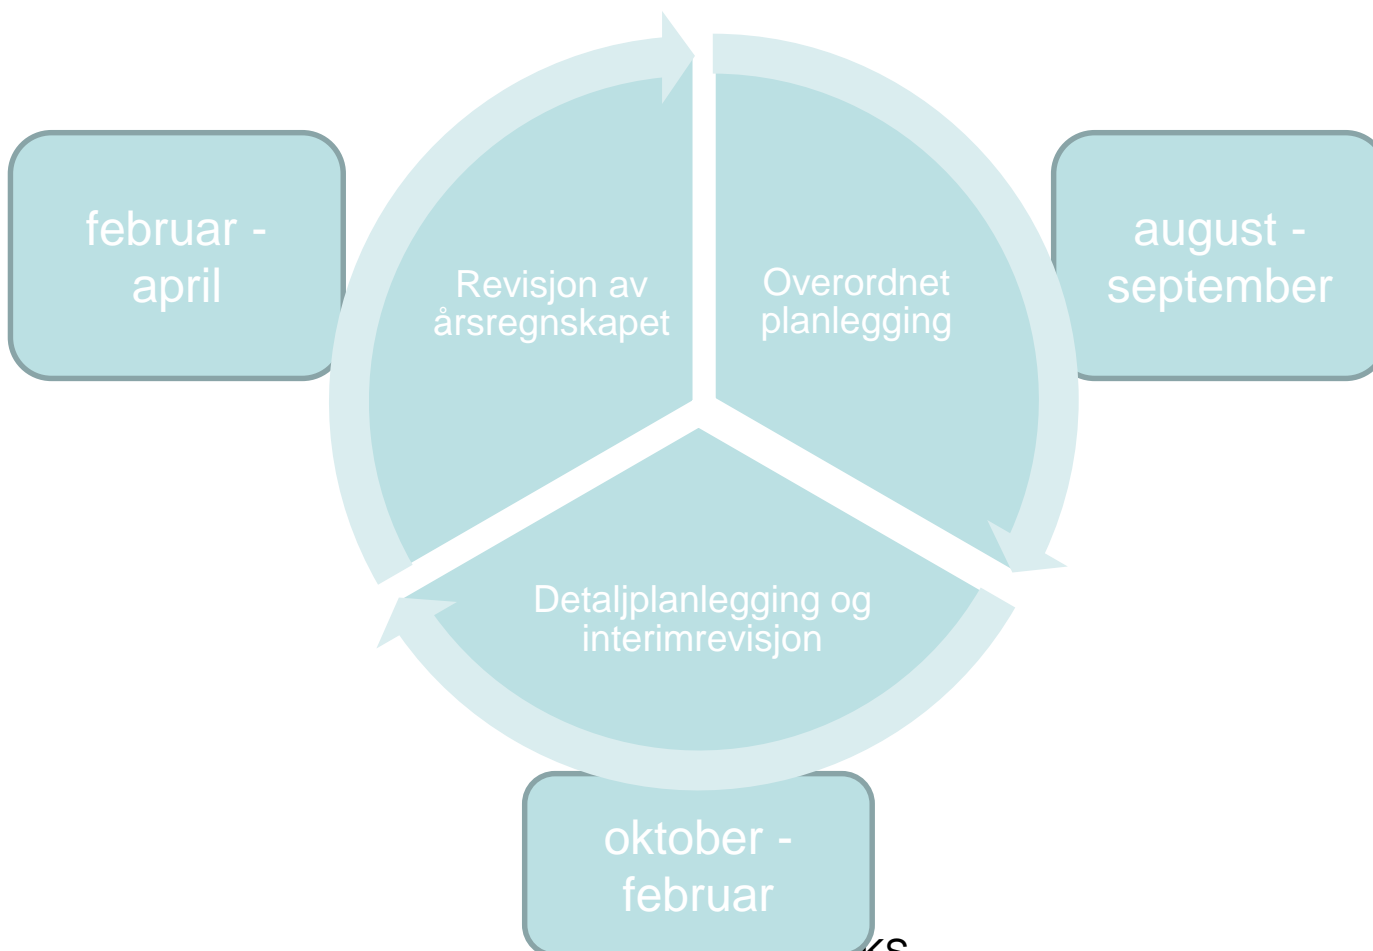 februar -
april
Revisjon av
årsregnskapet
Overordnet
planlegging
august -
september
Detaljplanlegging og
interimrevisjon
oktober -
februar